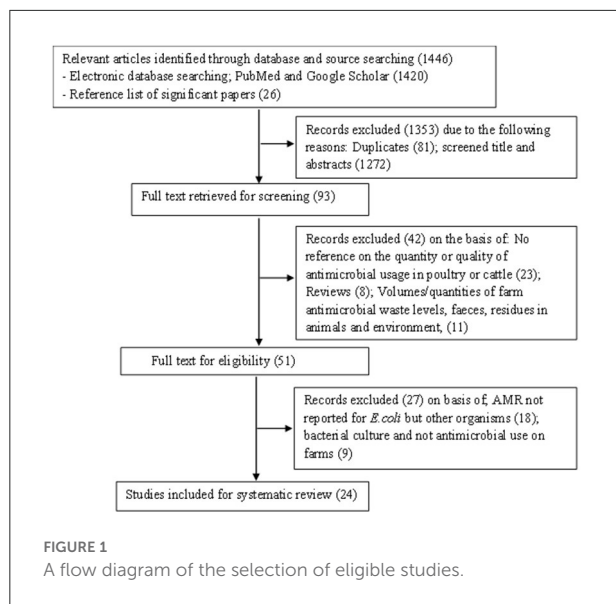 Relevant articles identified through database and source searching (1446)
- Electronic database searching; PubMed and Google Scholar (1420)
- Reference list of significant papers (26)
Records excluded (1353) due to the following
reasons: Duplicates (81); screened title and
abstracts (1272)
Full text retrieved for screening (93)
Records excluded (42) on the basis of: No
reference on the quantity or quality of
antimicrobial usage in poultry or cattle (23);
Reviews (8); Volumes/quantities of farm
antimicrobial waste levels, faeces, residues in
animals and environment, (11)
Full text for eligibility (51)
Records excluded (27) on basis of, AMR not
reported for E.coli but other organisms (18);
bacterial culture and not antimicrobial use on
farms (9)
Studies included for systematic review (24)
FIGURE 1
A flow diagram of the selection of eligible studies.